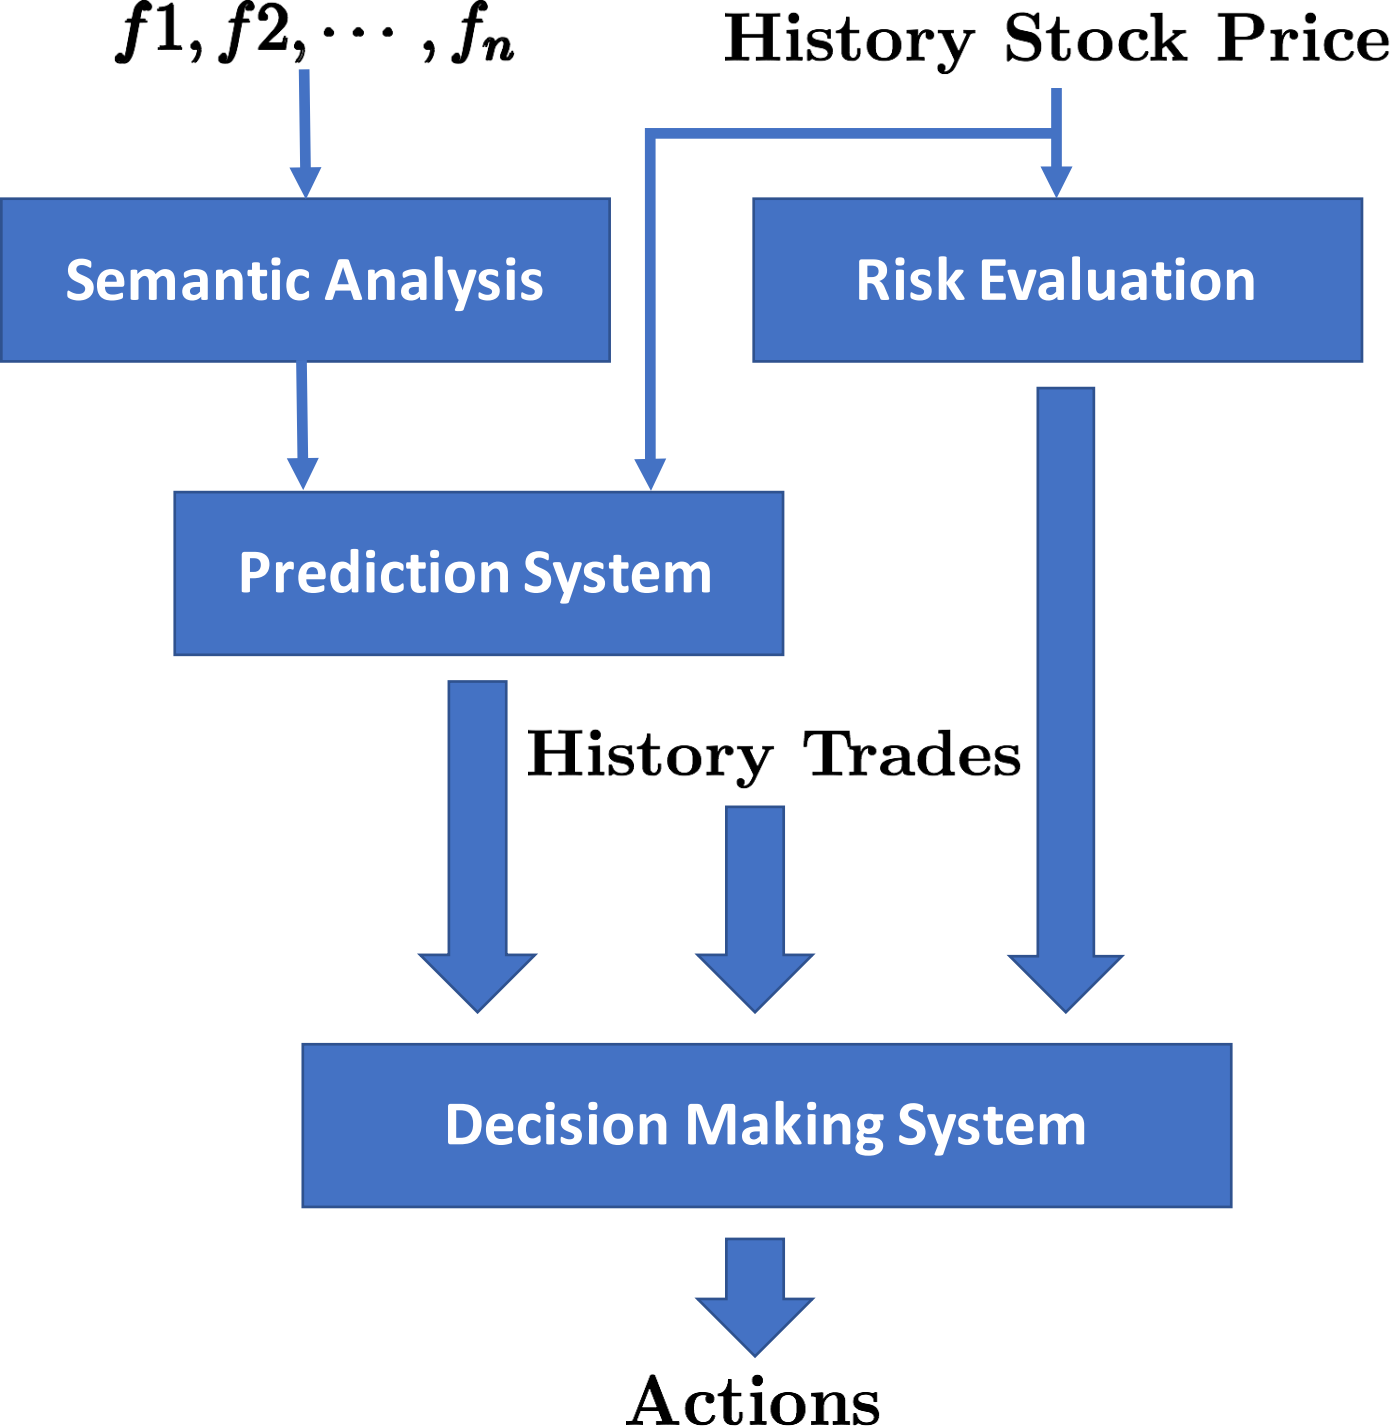 f1, f2, ⋯ , fₙ
History Stock Price
Semantic Analysis
Risk Evaluation
Prediction System
History Trades
Decision Making System
Actions